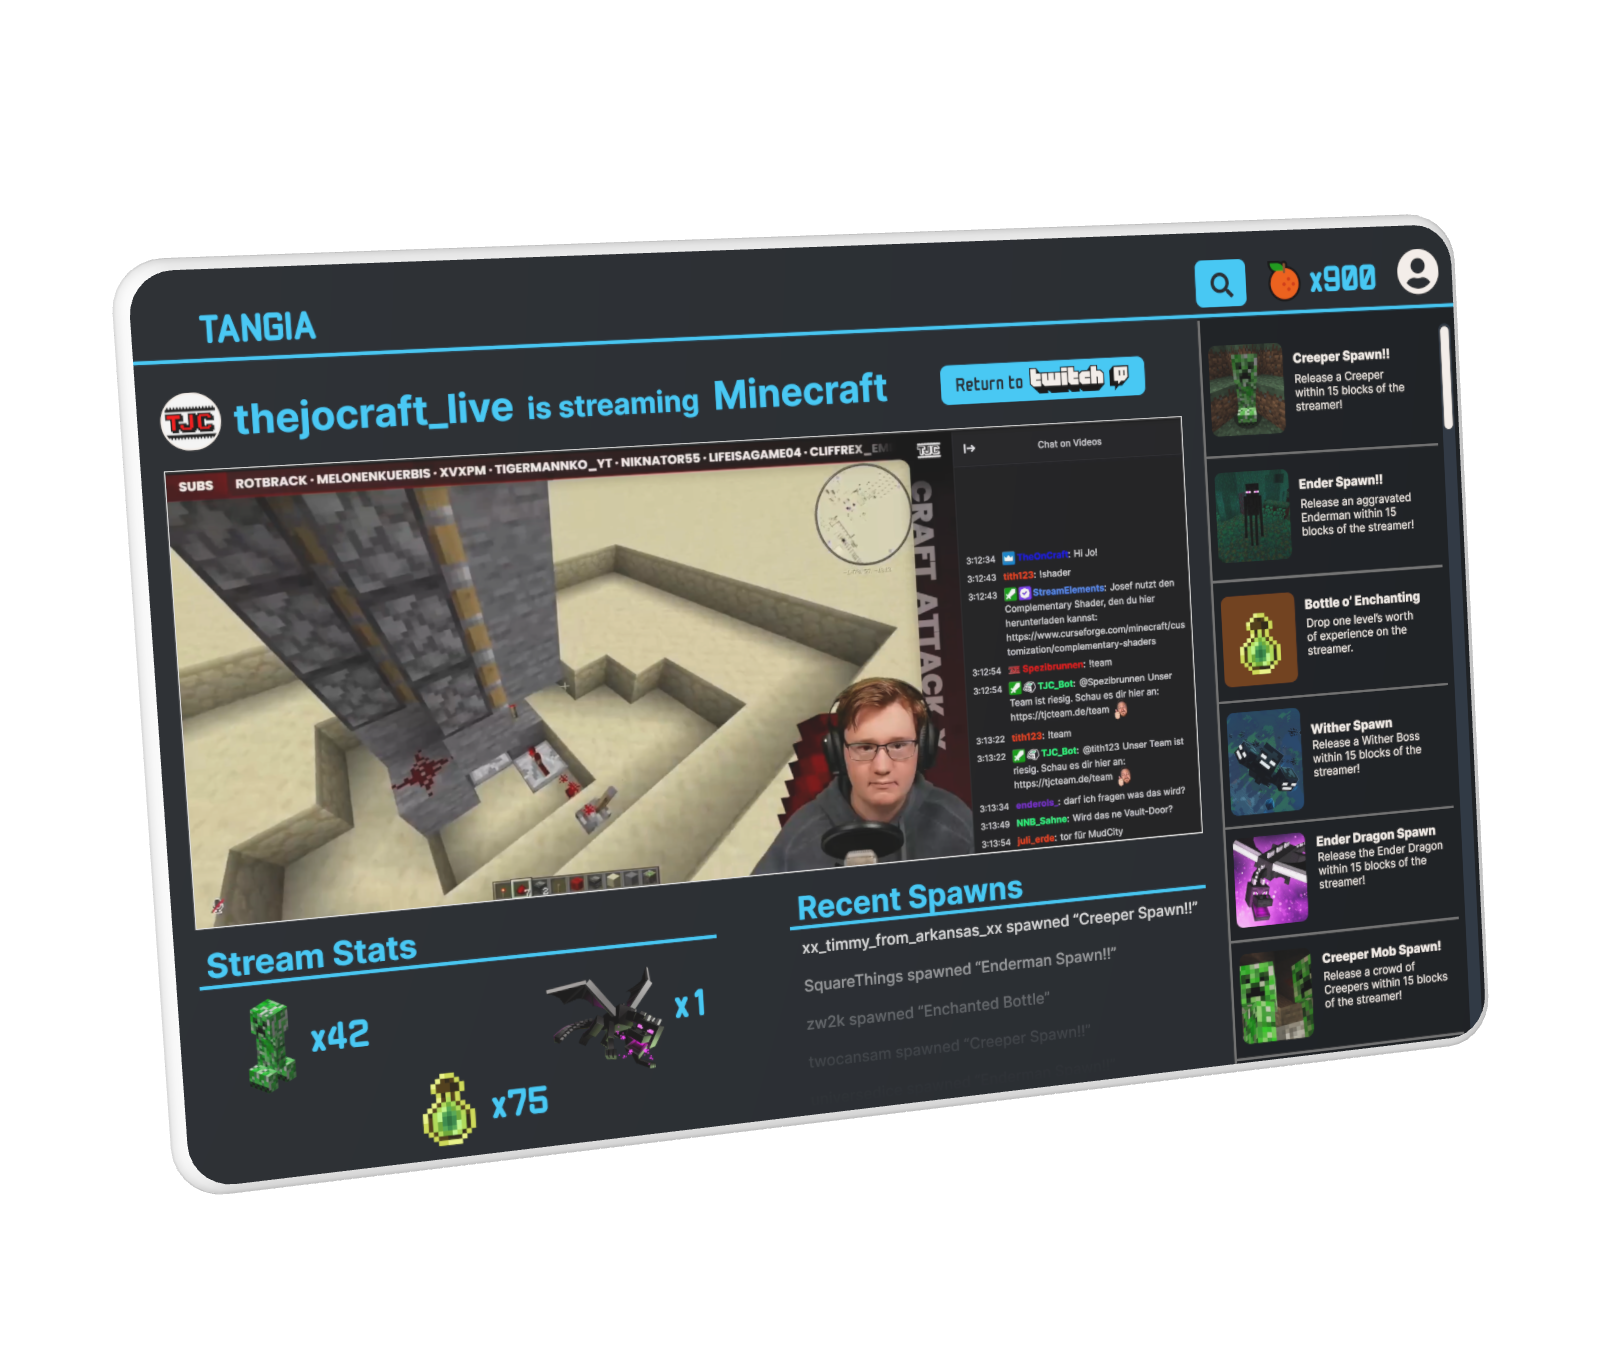 TANGIA
x900
thejocraft_live is streaming Minecraft
Return to twitch
TJC
SUBS ROTBRACK · MELONENKUERBIS · XVXPM · TIGERMANNKO_YT · NIKNATOR55 · LIFEISAGAME04 · CLIFFREX_EM
TJC
CRAFT ATTACK X
Chat on Videos
3:12:34 TheOnCraft: Hi Jo!
3:12:43 tith123: !shader
3:12:43 StreamElements: Josef nutzt den
Complementary Shader, den du hier
herunterladen kannst:
https://www.curseforge.com/minecraft/cus
tomization/complementary-shaders
3:12:54 Spezibrunnen: !team
3:12:54 TJC_Bot: @Spezibrunnen Unser
Team ist riesig. Schau es dir hier an:
https://tjcteam.de/team
3:13:22 tith123: !team
3:13:22 TJC_Bot: @tith123 Unser Team ist
riesig. Schau es dir hier an:
https://tjcteam.de/team
3:13:34 enderois_: darf ich fragen was das wird?
3:13:49 NNB_Sahne: Wird das ne Vault-Door?
3:13:54 juli_erde: tor für MudCity
Creeper Spawn!!
Release a Creeper
within 15 blocks of the
streamer!
Ender Spawn!!
Release an aggravated
Enderman within 15
blocks of the streamer!
Bottle o' Enchanting
Drop one level's worth
of experience on the
streamer.
Wither Spawn
Release a Wither Boss
within 15 blocks of the
streamer!
Ender Dragon Spawn
Release the Ender Dragon
within 15 blocks of the
streamer!
Creeper Mob Spawn!
Release a crowd of
Creepers within 15 blocks
of the streamer!
Stream Stats
x42
x75
x1
Recent Spawns
xx_timmy_from_arkansas_xx spawned “Creeper Spawn!!”
SquareThings spawned “Enderman Spawn!!”
zw2k spawned “Enchanted Bottle”
twocansam spawned “Creeper Spawn!!”